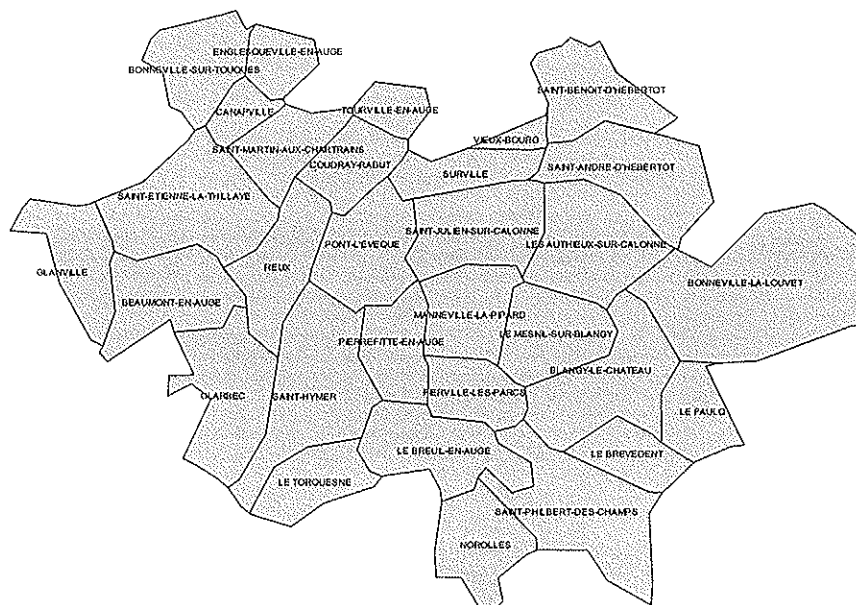 ENGLESQUEVILLE-EN-AUGE
BONNEVILLE-SUR-TOUQUES
SAINT-BENOIT-D'HEBERTOT
CANAPVILLE
TOURVILLE-EN-AUGE
VIEUX-BOURG
SAINT-MARTIN-AUX-CHARTRAINS
COUDRAY-RABUT
SAINT-ANDRE-D'HEBERTOT
SURVILLE
SAINT-ETIENNE-LA-THILLAYE
SAINT-JULIEN-SUR-CALONNE
PONT-L'EVEQUE
LES AUTHIEUX-SUR-CALONNE
REUX
GLANVILLE
BONNEVILLE-LA-LOUVET
BEAUMONT-EN-AUGE
MANNEVILLE-LA-PIPARD
LE MESNIL-SUR-BLANGY
PIERREFITTE-EN-AUGE
BLANGY-LE-CHATEAU
CLARBEC
SAINT-HYMER
FIERVILLE-LES-PARCS
LE FAULQ
LE BREUIL-EN-AUGE
LE BREVEDENT
LE TORQUESNE
SAINT-PHILBERT-DES-CHAMPS
NOROLLES